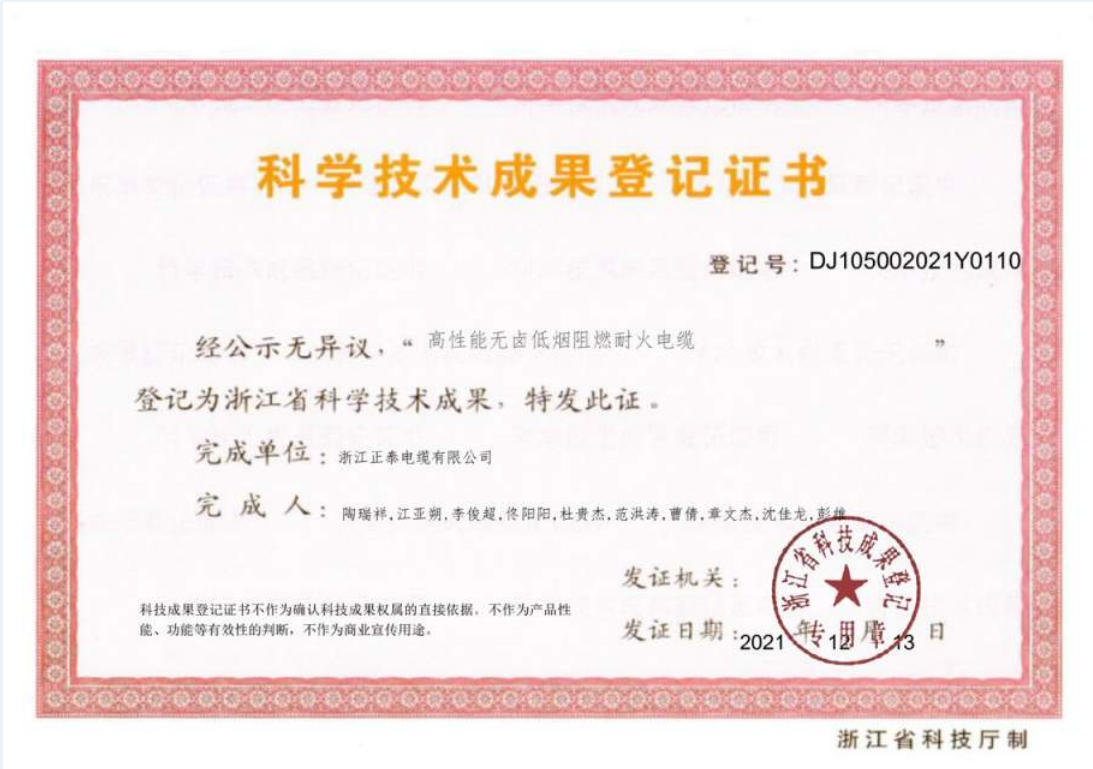 科学技术成果登记证书
登记号：DJ105002021Y0110
经公示无异议，“ 高性能无卤低烟阻燃耐火电缆 ”
登记为浙江省科学技术成果，特发此证。
完成单位：浙江正泰电缆有限公司
完 成 人：陶瑞祥,江亚朔,李俊超,佟阳阳,杜贵杰,范洪涛,曹倩,章文杰,沈佳龙,彭雄
发证机关：
浙江省科技成果登记
专用章
科技成果登记证书不作为确认科技成果权属的直接依据，不作为产品性
能、功能等有效性的判断，不作为商业宣传用途。
发证日期：2021 年 12 月 13 日
浙江省科技厅制